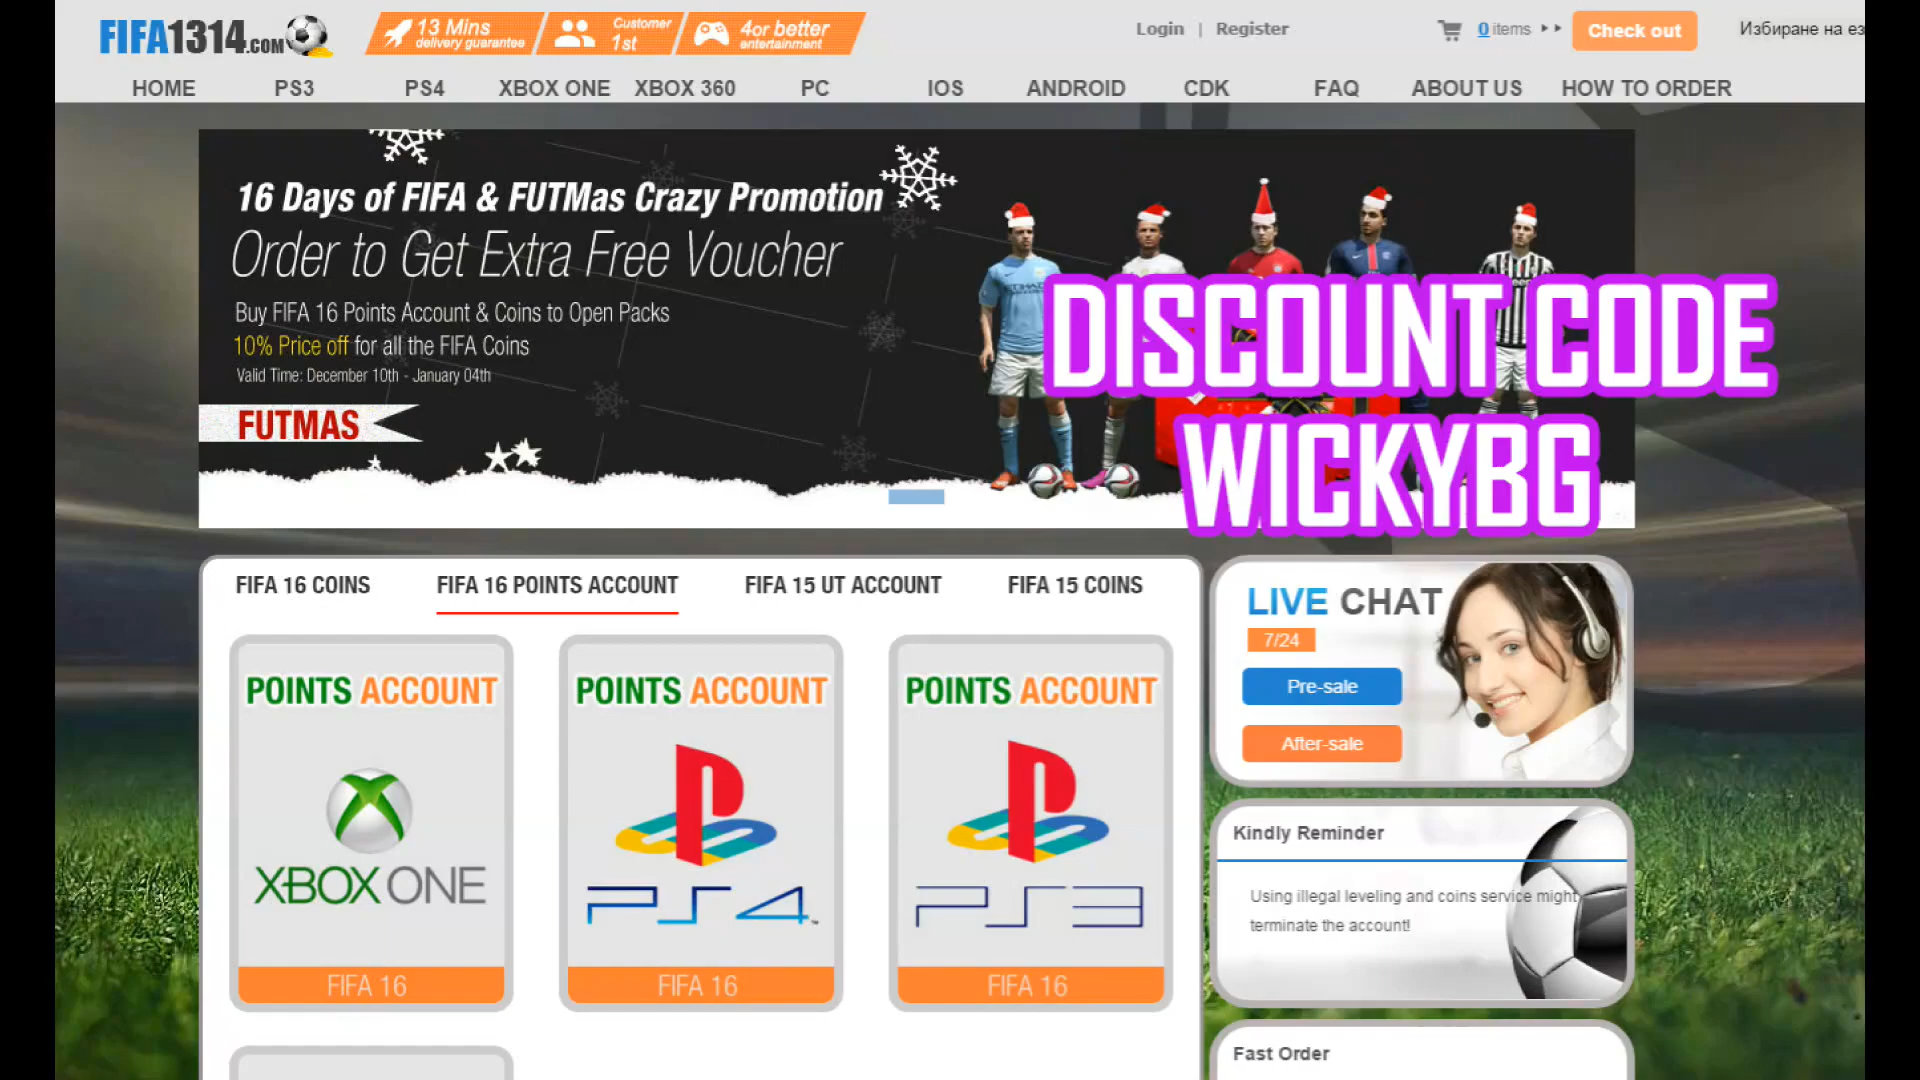 FIFA1314.COM
13 Mins
delivery guarantee
Customer
1st
4or better
entertainment
Login | Register
0 items
Check out
Избиране на ез
HOME
PS3
PS4
XBOX ONE
XBOX 360
PC
IOS
ANDROID
CDK
FAQ
ABOUT US
HOW TO ORDER
16 Days of FIFA & FUTMas Crazy Promotion
Order to Get Extra Free Voucher
Buy FIFA 16 Points Account & Coins to Open Packs
10% Price off for all the FIFA Coins
Valid Time: December 10th - January 04th
FUTMAS
DISCOUNT CODE
WICKYBG
FIFA 16 COINS
FIFA 16 POINTS ACCOUNT
FIFA 15 UT ACCOUNT
FIFA 15 COINS
POINTS ACCOUNT
XBOX ONE
FIFA 16
POINTS ACCOUNT
PS4™
FIFA 16
POINTS ACCOUNT
PS3
FIFA 16
LIVE CHAT
7/24
Pre-sale
After-sale
Kindly Reminder
Using illegal leveling and coins service might
terminate the account!
Fast Order